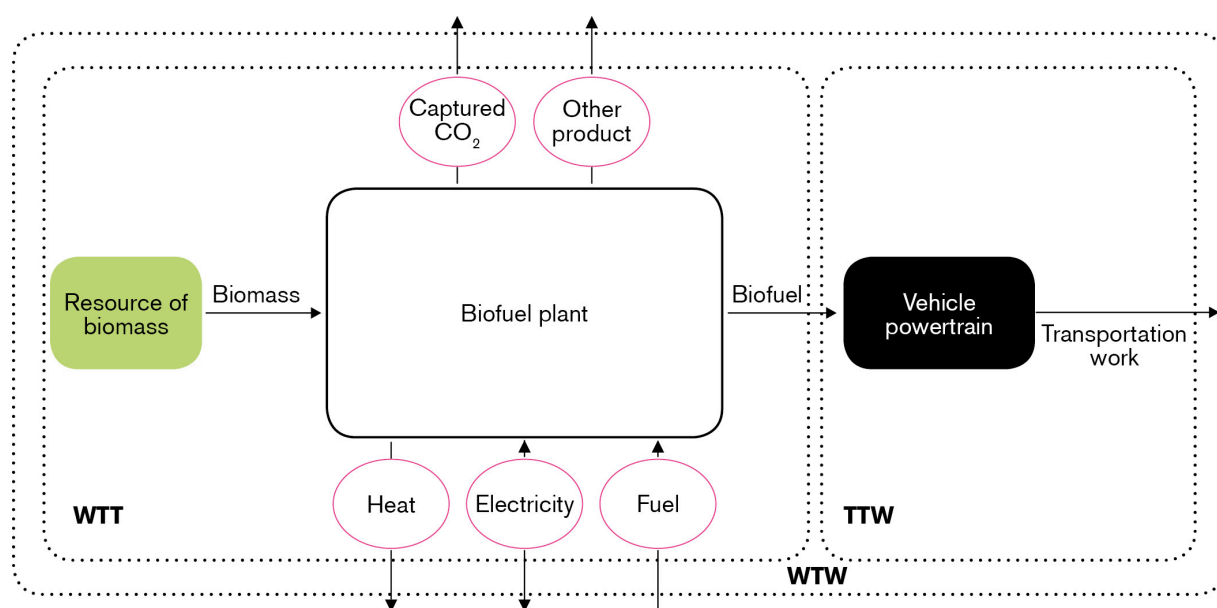 Captured
CO₂
Other
product
Resource of
biomass
Biomass
Biofuel plant
Biofuel
Vehicle
powertrain
Transportation
work
Heat
Electricity
Fuel
WTT
TTW
WTW